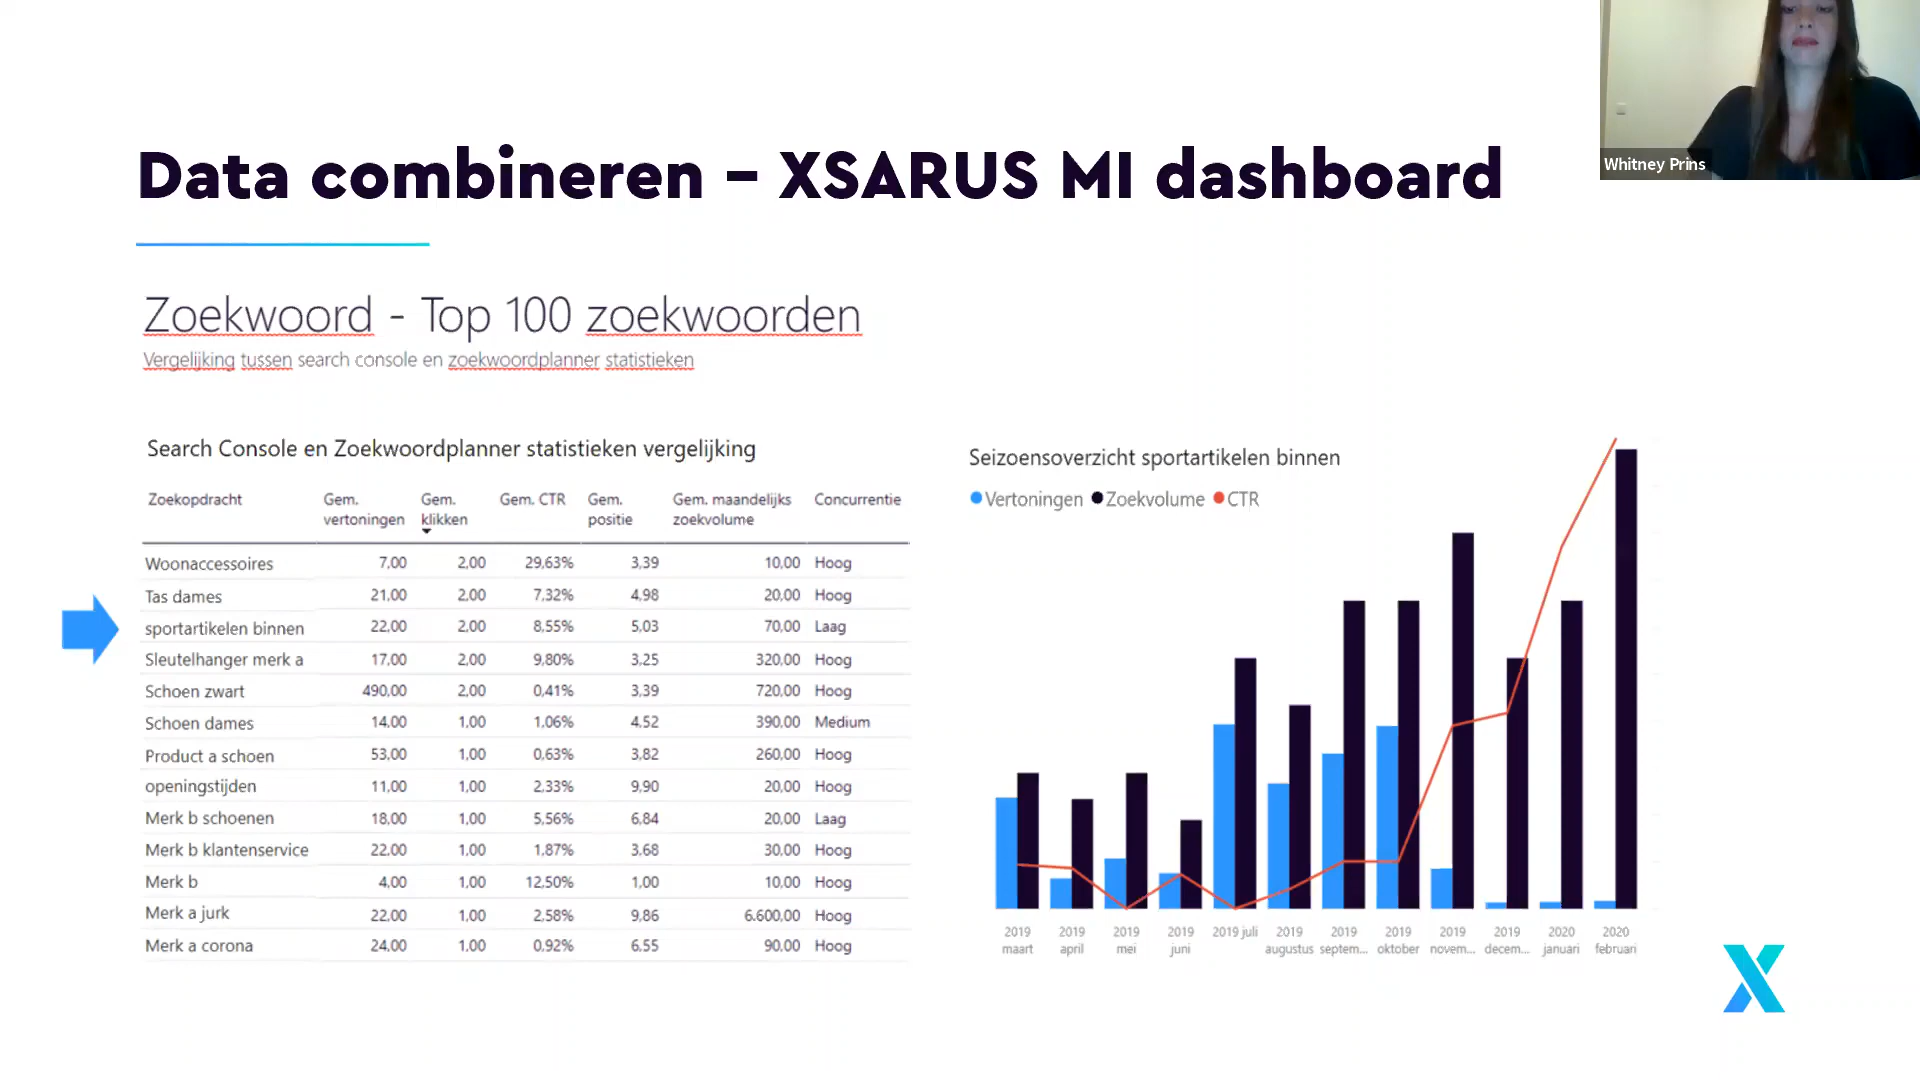 Whitney Prins
Data combineren – XSARUS MI dashboard
Zoekwoord - Top 100 zoekwoorden
Vergelijking tussen search console en zoekwoordplanner statistieken
Search Console en Zoekwoordplanner statistieken vergelijking
Zoekopdracht Gem. vertoningen Gem. klikken Gem. CTR Gem. positie Gem. maandelijks zoekvolume Concurrentie
Woonaccessoires 7,00 2,00 29,63% 3,39 10,00 Hoog
Tas dames 21,00 2,00 7,32% 4,98 20,00 Hoog
sportartikelen binnen 22,00 2,00 8,55% 5,03 70,00 Laag
Sleutelhanger merk a 17,00 2,00 9,80% 3,25 320,00 Hoog
Schoen zwart 490,00 2,00 0,41% 3,39 720,00 Hoog
Schoen dames 14,00 1,00 1,06% 4,52 390,00 Medium
Product a schoen 53,00 1,00 0,63% 3,82 260,00 Hoog
openingstijden 11,00 1,00 2,33% 9,90 20,00 Hoog
Merk b schoenen 18,00 1,00 5,56% 6,84 20,00 Laag
Merk b klantenservice 22,00 1,00 1,87% 3,68 30,00 Hoog
Merk b 4,00 1,00 12,50% 1,00 10,00 Hoog
Merk a jurk 22,00 1,00 2,58% 9,86 6.600,00 Hoog
Merk a corona 24,00 1,00 0,92% 6,55 90,00 Hoog
Seizoensoverzicht sportartikelen binnen
Vertoningen Zoekvolume CTR
2019 maart 2019 april 2019 mei 2019 juni 2019 juli 2019 augustus 2019 septem... 2019 oktober 2019 novem... 2019 decem... 2020 januari 2020 februari
X